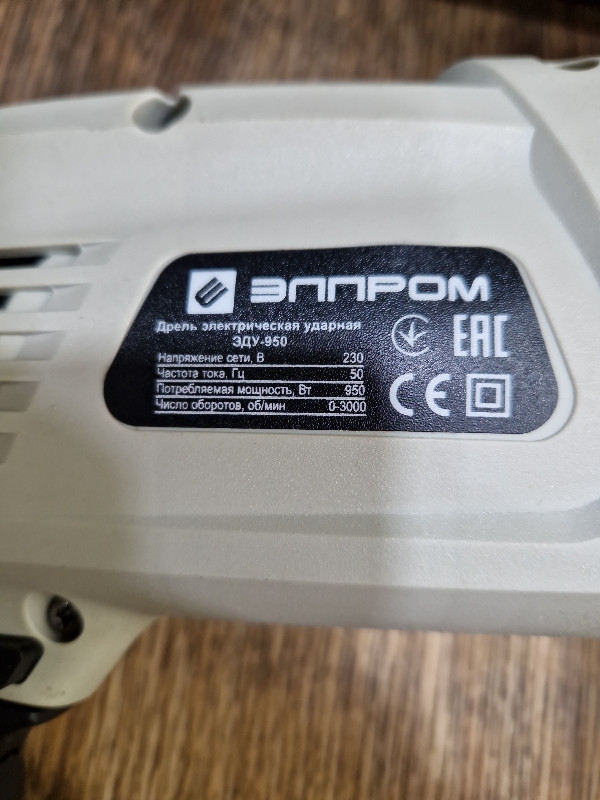 ЭЛПРОМ
Дрель электрическая ударная
ЭДУ-950
Напряжение сети, В 230
Частота тока, Гц 50
Потребляемая мощность, Вт 950
Число оборотов, об/мин 0-3000
EAC
CE